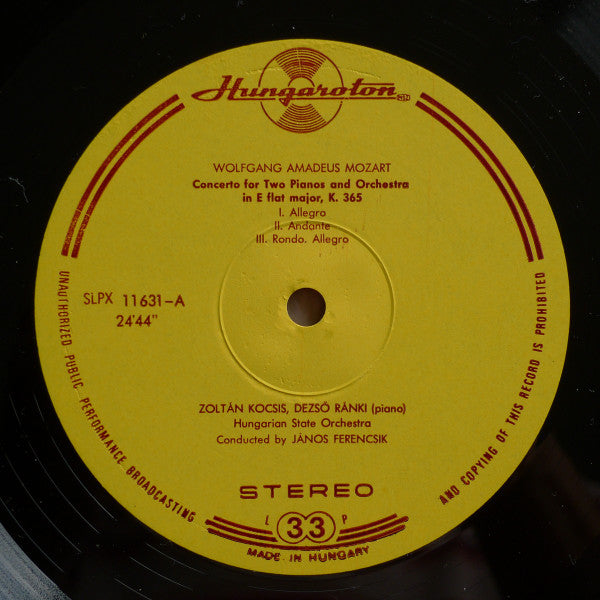 Hungaroton
WOLFGANG AMADEUS MOZART
Concerto for Two Pianos and Orchestra
in E flat major, K. 365
I. Allegro
II. Andante
III. Rondo. Allegro
SLPX 11631-A
24'44"
ZOLTÁN KOCSIS, DEZSŐ RÁNKI (piano)
Hungarian State Orchestra
Conducted by JÁNOS FERENCSIK
STEREO
L 33 P
MADE IN HUNGARY
UNAUTHORIZED PUBLIC PERFORMANCE BROADCASTING
AND COPYING OF THIS RECORD IS PROHIBITED